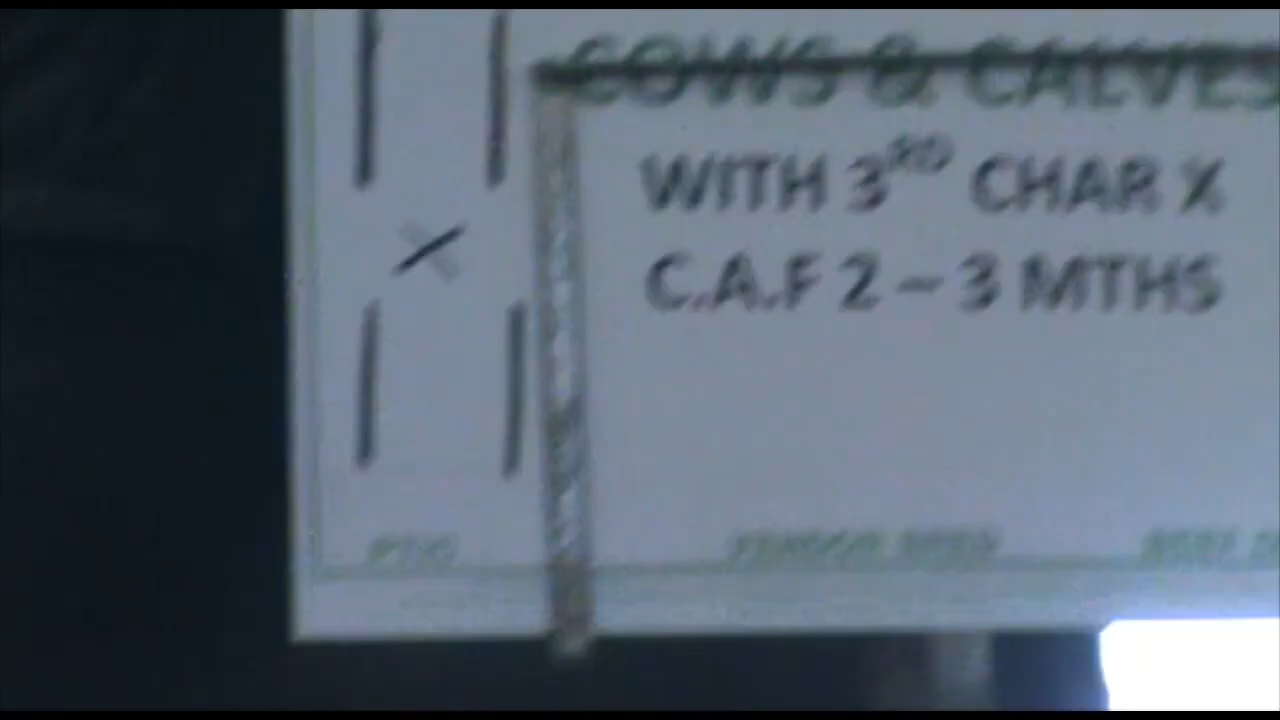 COWS & CALVES
WITH 3RD CHAR X
C.A.F 2 – 3 MTHS